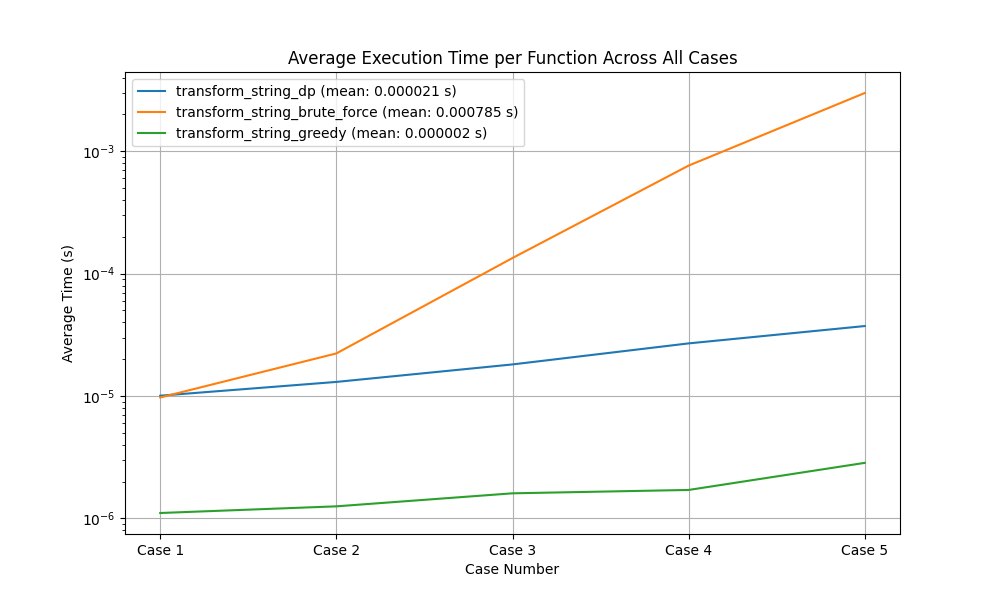 Average Execution Time per Function Across All Cases
transform_string_dp (mean: 0.000021 s)
transform_string_brute_force (mean: 0.000785 s)
transform_string_greedy (mean: 0.000002 s)
Average Time (s)
10⁻³
10⁻⁴
10⁻⁵
10⁻⁶
Case 1 Case 2 Case 3 Case 4 Case 5
Case Number